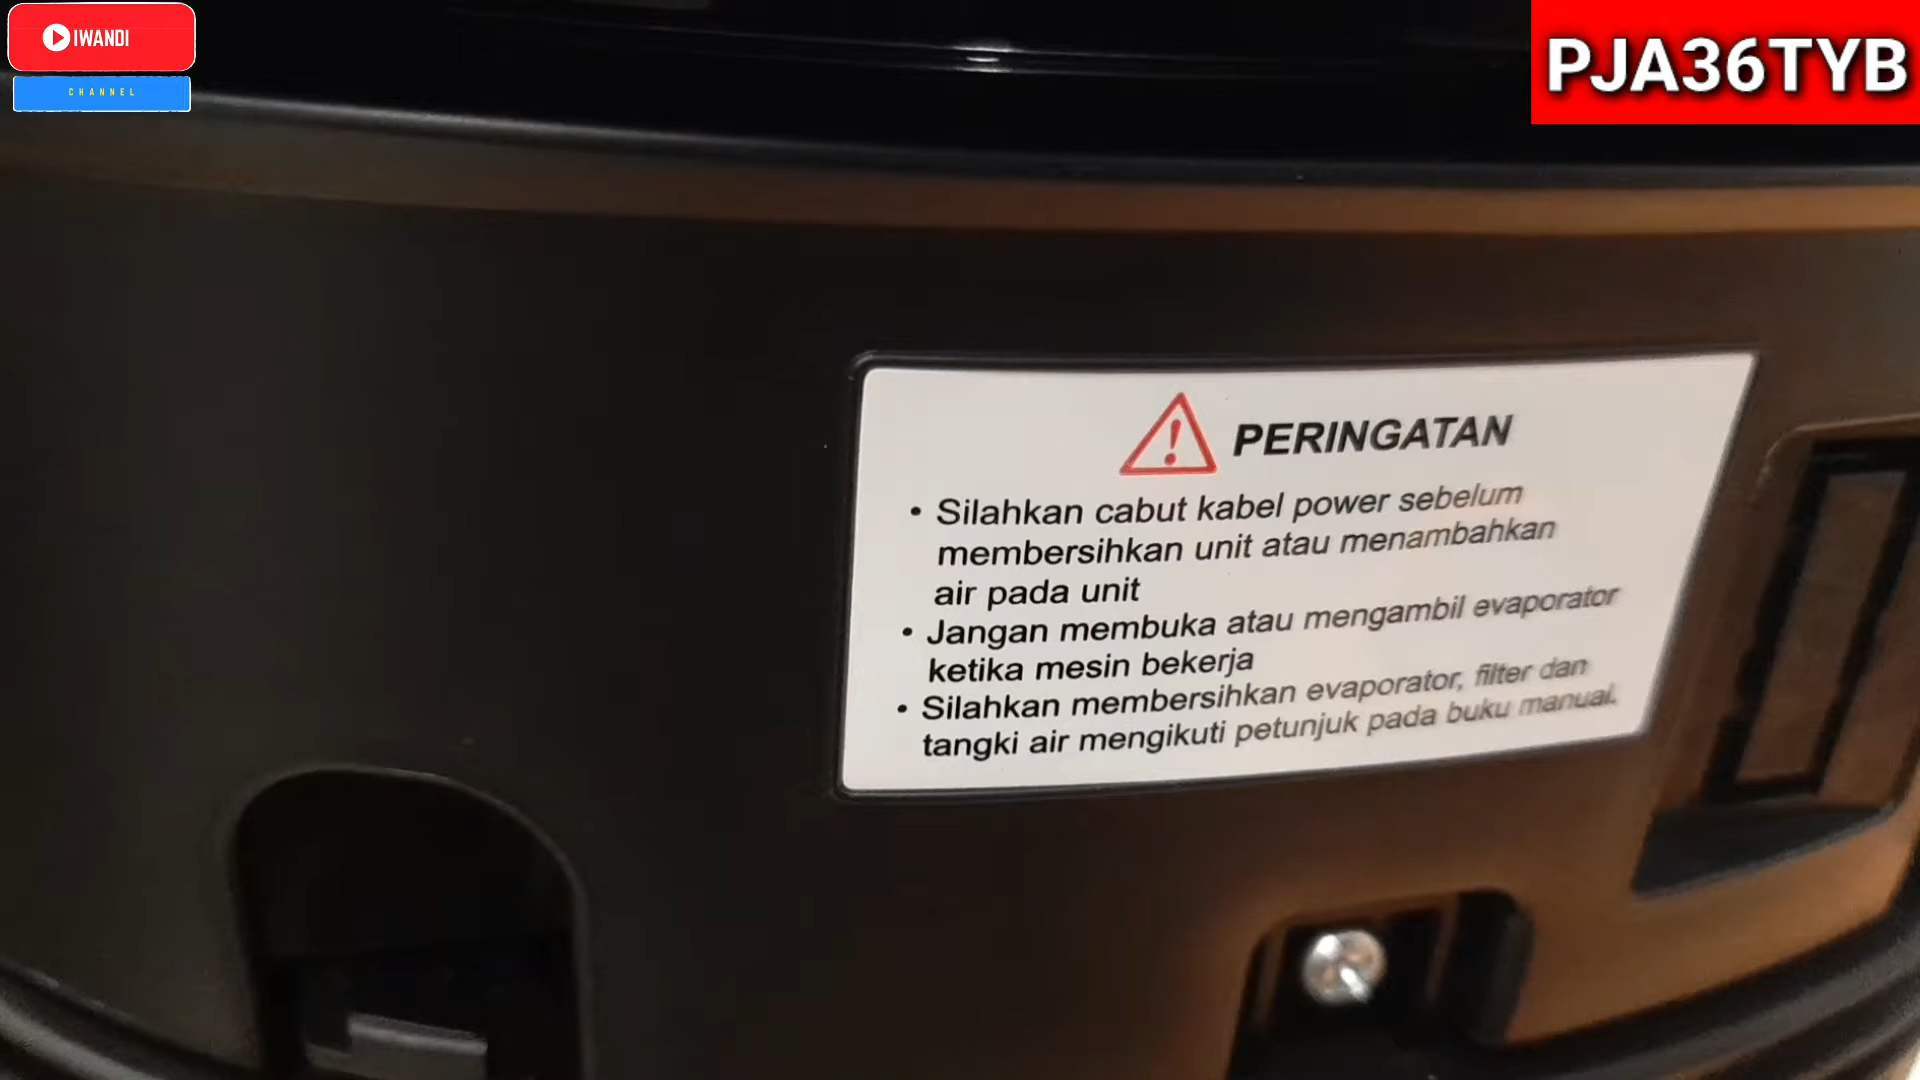 IWANDI
CHANNEL
PJA36TYB
PERINGATAN
• Silahkan cabut kabel power sebelum
membersihkan unit atau menambahkan
air pada unit
• Jangan membuka atau mengambil evaporator
ketika mesin bekerja
• Silahkan membersihkan evaporator, filter dan
tangki air mengikuti petunjuk pada buku manual.